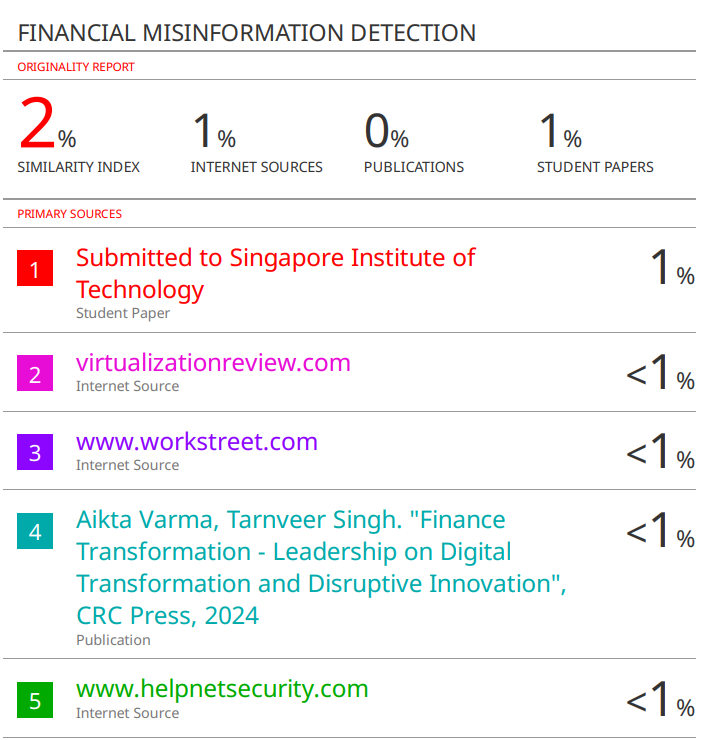 FINANCIAL MISINFORMATION DETECTION
ORIGINALITY REPORT
2%
SIMILARITY INDEX
1%
INTERNET SOURCES
0%
PUBLICATIONS
1%
STUDENT PAPERS
PRIMARY SOURCES
1
Submitted to Singapore Institute of
Technology
Student Paper
1%
2
virtualizationreview.com
Internet Source
<1%
3
www.workstreet.com
Internet Source
<1%
4
Aikta Varma, Tarnveer Singh. "Finance
Transformation - Leadership on Digital
Transformation and Disruptive Innovation",
CRC Press, 2024
Publication
<1%
5
www.helpnetsecurity.com
Internet Source
<1%